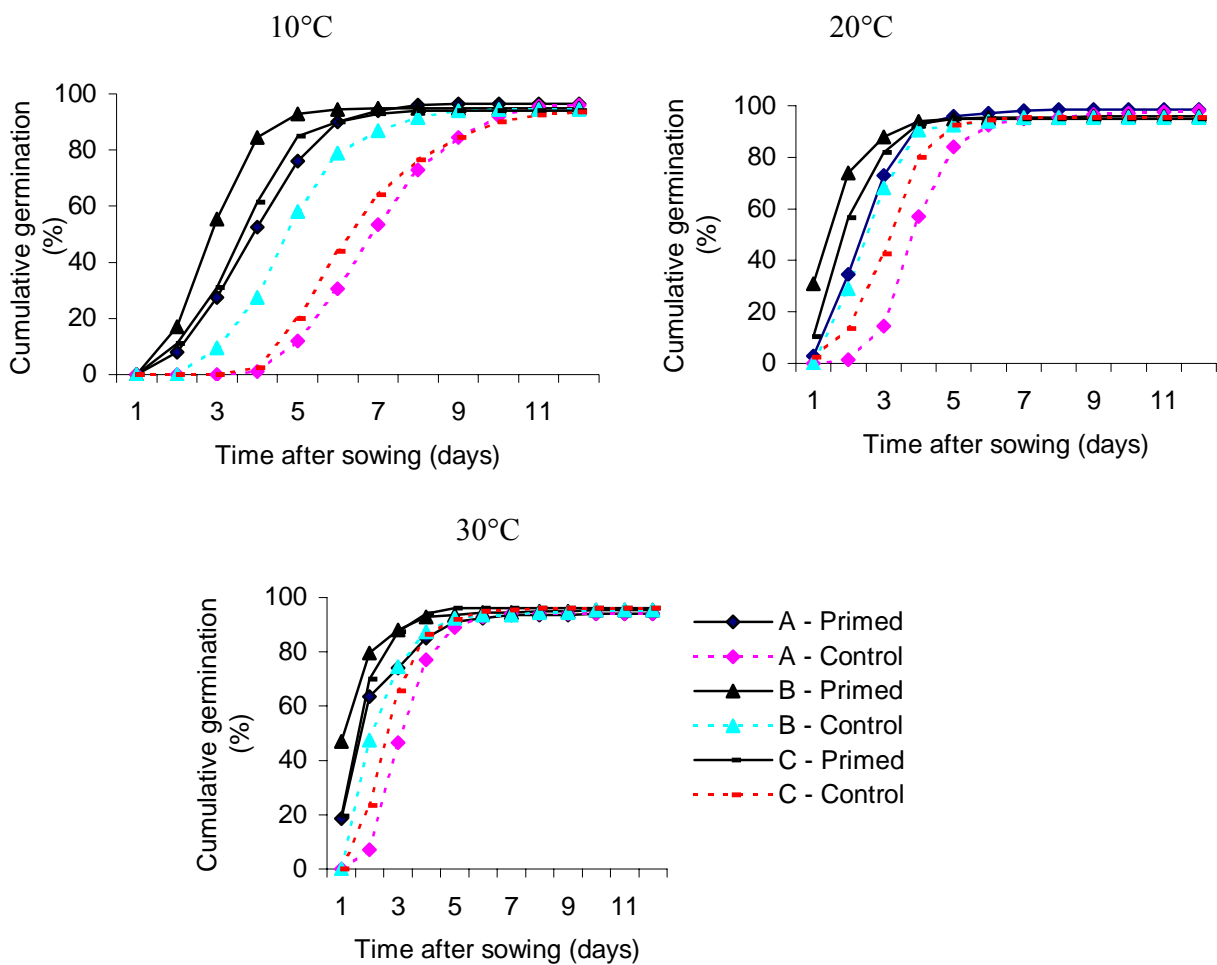 10°C
Cumulative germination
(%)
100
80
60
40
20
0
1 3 5 7 9 11
Time after sowing (days)
20°C
Cumulative germination
(%)
100
80
60
40
20
0
1 3 5 7 9 11
Time after sowing (days)
30°C
Cumulative germination
(%)
100
80
60
40
20
0
1 3 5 7 9 11
Time after sowing (days)
A - Primed
A - Control
B - Primed
B - Control
C - Primed
C - Control